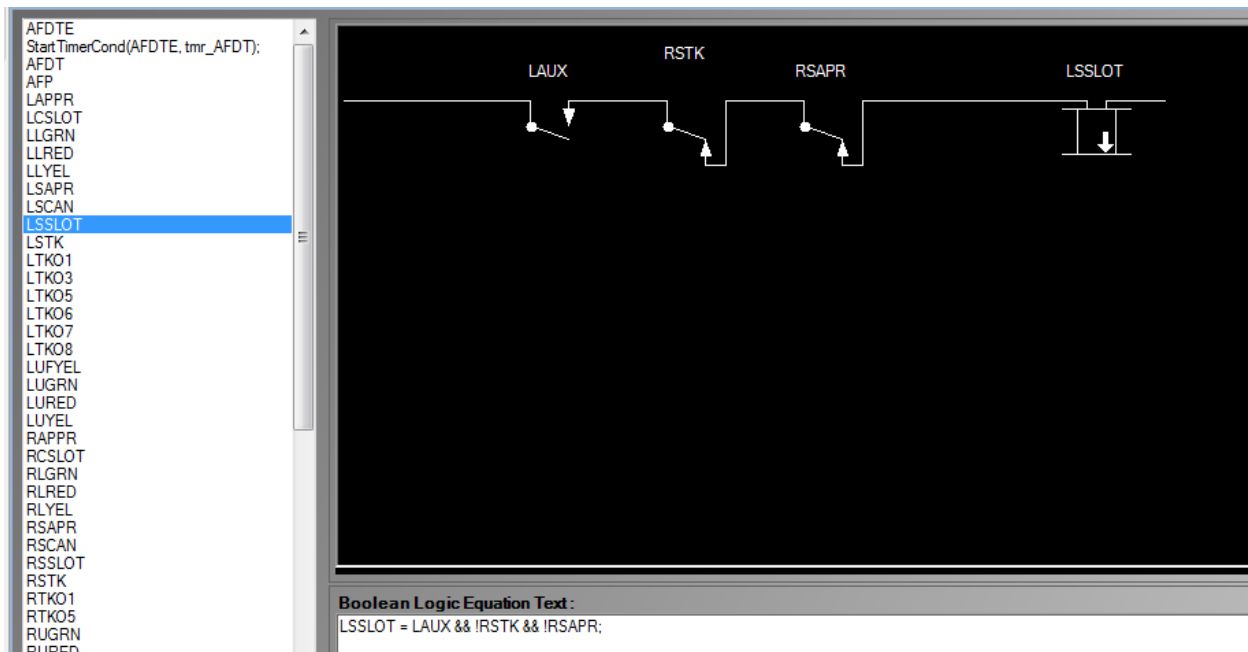 AFDTE
StartTimerCond(AFDTE, tmr_AFDT);
AFDT
AFP
LAPPR
LCSLOT
LLGRN
LLRED
LLYEL
LSAPR
LSCAN
LSSLOT
LSTK
LTKO1
LTKO3
LTKO5
LTKO6
LTKO7
LTKO8
LUFYEL
LUGRN
LURED
LUYEL
RAPPR
RCSLOT
RLGRN
RLRED
RLYEL
RSAPR
RSCAN
RSSLOT
RSTK
RTKO1
RTKO5
RUGRN
RURED
LAUX
RSTK
RSAPR
LSSLOT
Boolean Logic Equation Text :
LSSLOT = LAUX && !RSTK && !RSAPR;